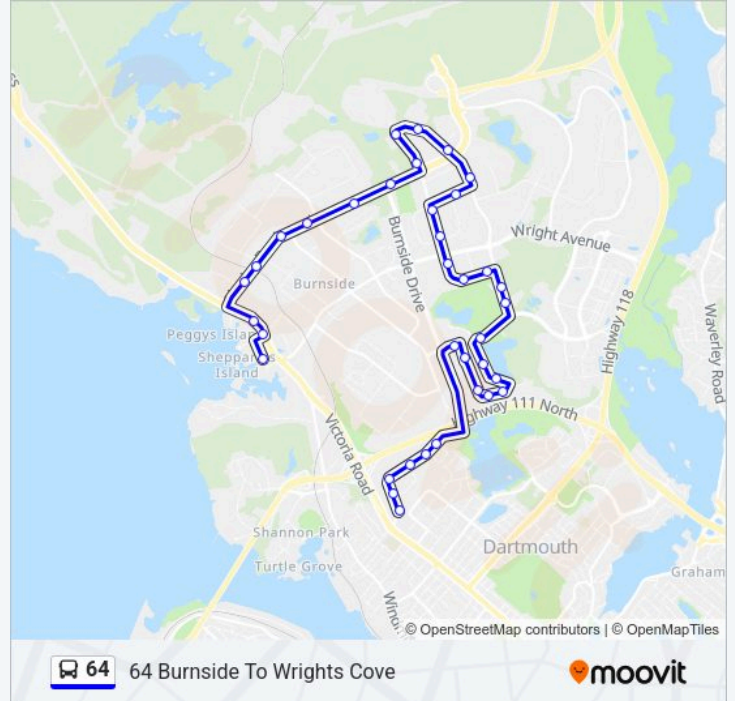 Wright Avenue
Burnside Drive
Burnside
Highway 118
Waverley Road
Peggys Island
Sheppards
Island
Highway 111 North
Victoria Road
Shannon Park
Turtle Grove
Dartmouth
Graham
© OpenStreetMap contributors | © OpenMapTiles
64 64 Burnside To Wrights Cove
moovit